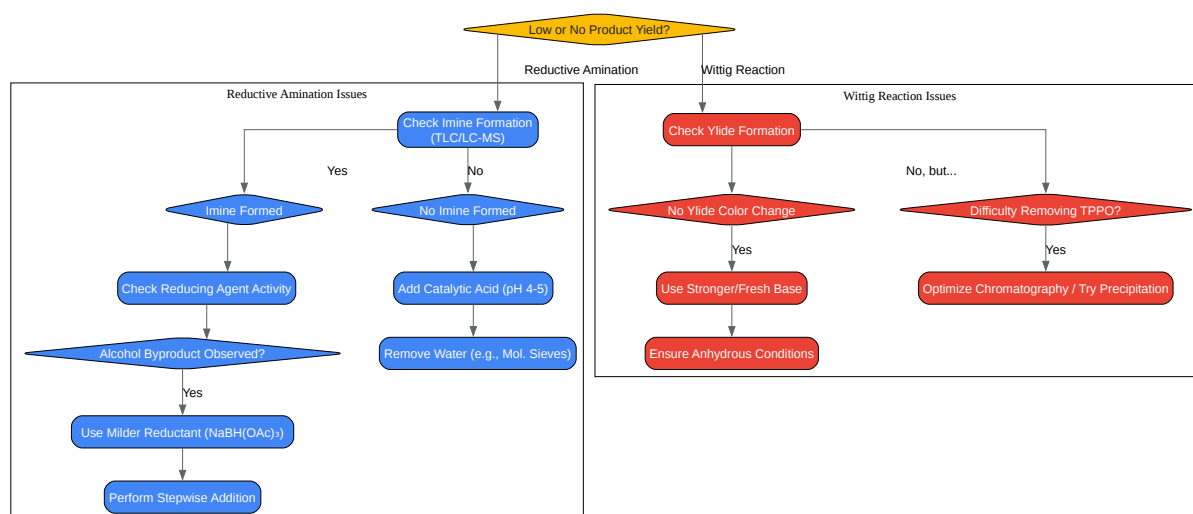 Low or No Product Yield?
Reductive Amination
Wittig Reaction
Reductive Amination Issues
Check Imine Formation
(TLC/LC-MS)
Yes
No
Imine Formed
No Imine Formed
Check Reducing Agent Activity
Add Catalytic Acid (pH 4-5)
Alcohol Byproduct Observed?
Remove Water (e.g., Mol. Sieves)
Yes
Use Milder Reductant (NaBH(OAc)₃)
Perform Stepwise Addition
Wittig Reaction Issues
Check Ylide Formation
No, but...
No Ylide Color Change
Difficulty Removing TPPO?
Yes
Yes
Use Stronger/Fresh Base
Optimize Chromatography / Try Precipitation
Ensure Anhydrous Conditions